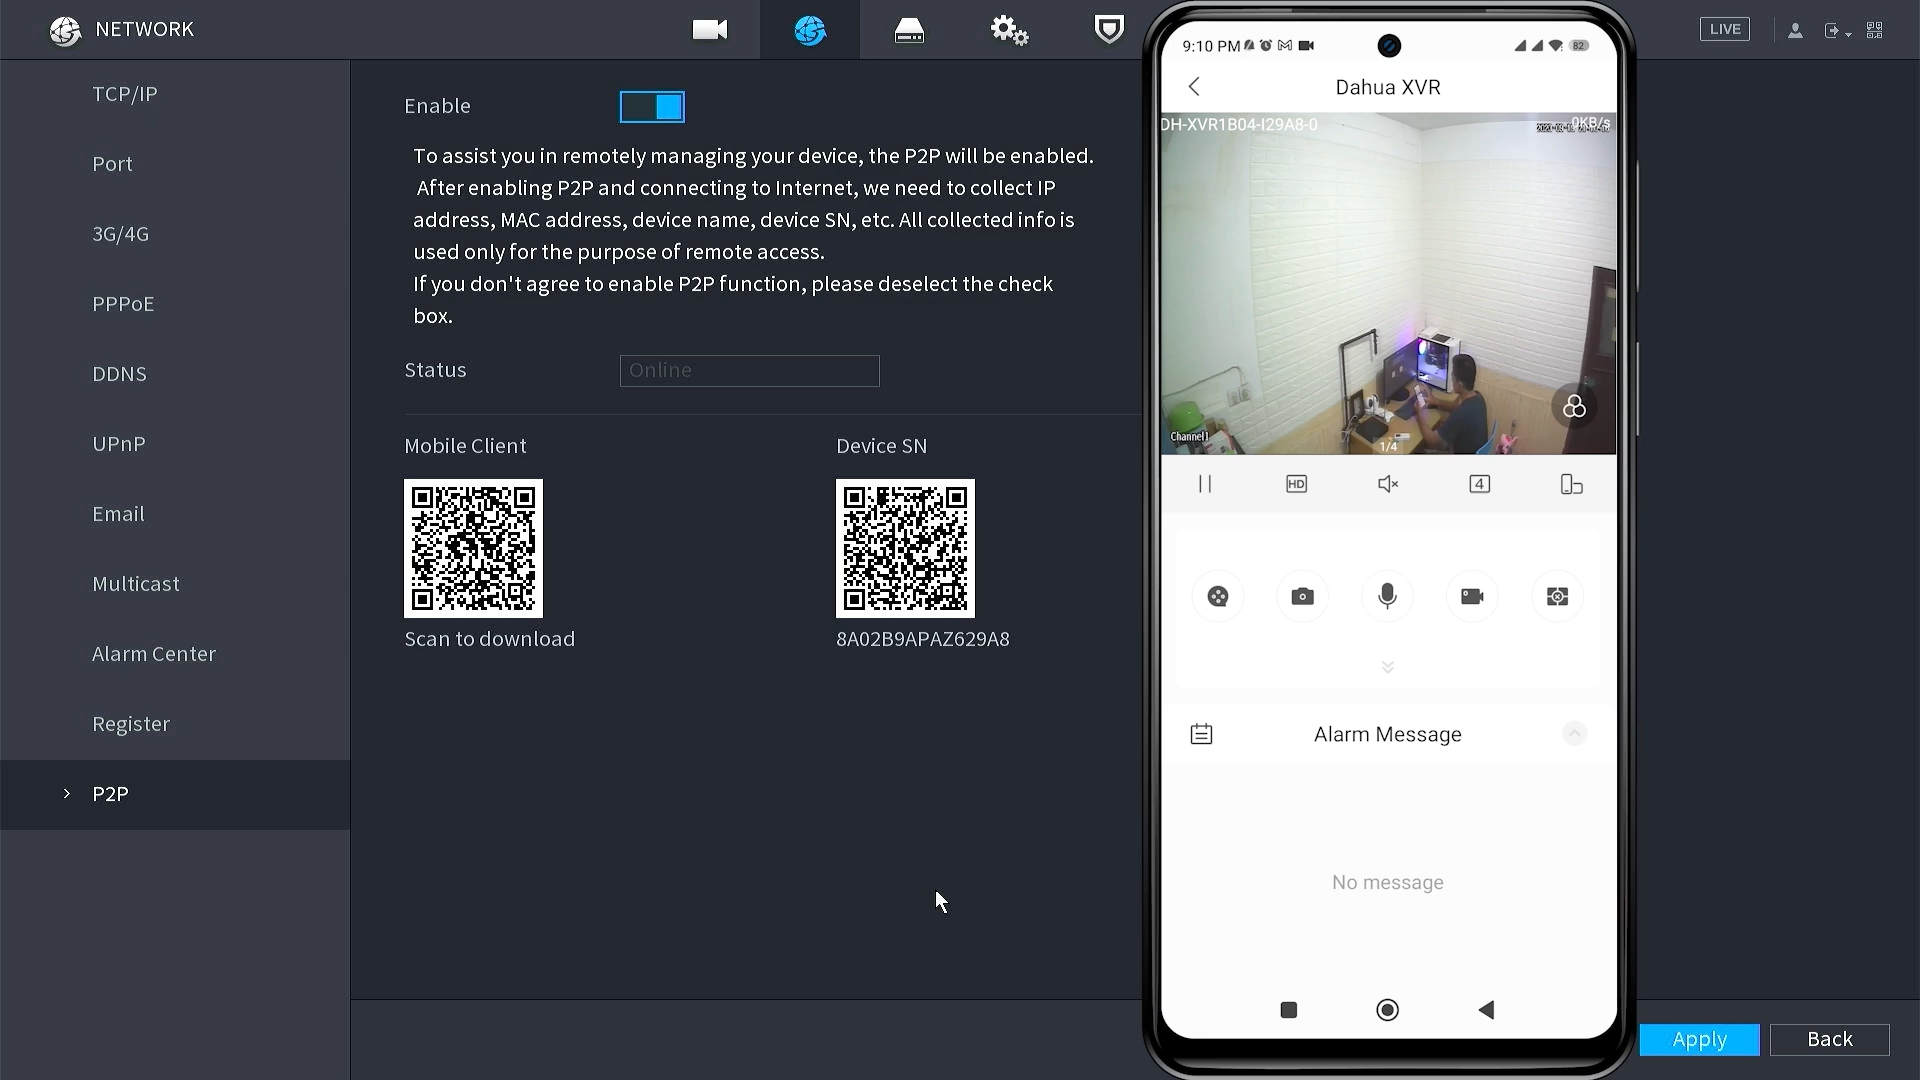 NETWORK
LIVE
TCP/IP
Port
3G/4G
PPPoE
DDNS
UPnP
Email
Multicast
Alarm Center
Register
P2P
Enable
To assist you in remotely managing your device, the P2P will be enabled.
After enabling P2P and connecting to Internet, we need to collect IP
address, MAC address, device name, device SN, etc. All collected info is
used only for the purpose of remote access.
If you don't agree to enable P2P function, please deselect the check
box.
Status
Online
Mobile Client
Device SN
Scan to download
8A02B9APAZ629A8
9:10 PM
82
Dahua XVR
DH-XVR1B04-I29A8-0
0KB/s
Channel1
1/4
HD
4
Alarm Message
No message
Apply
Back